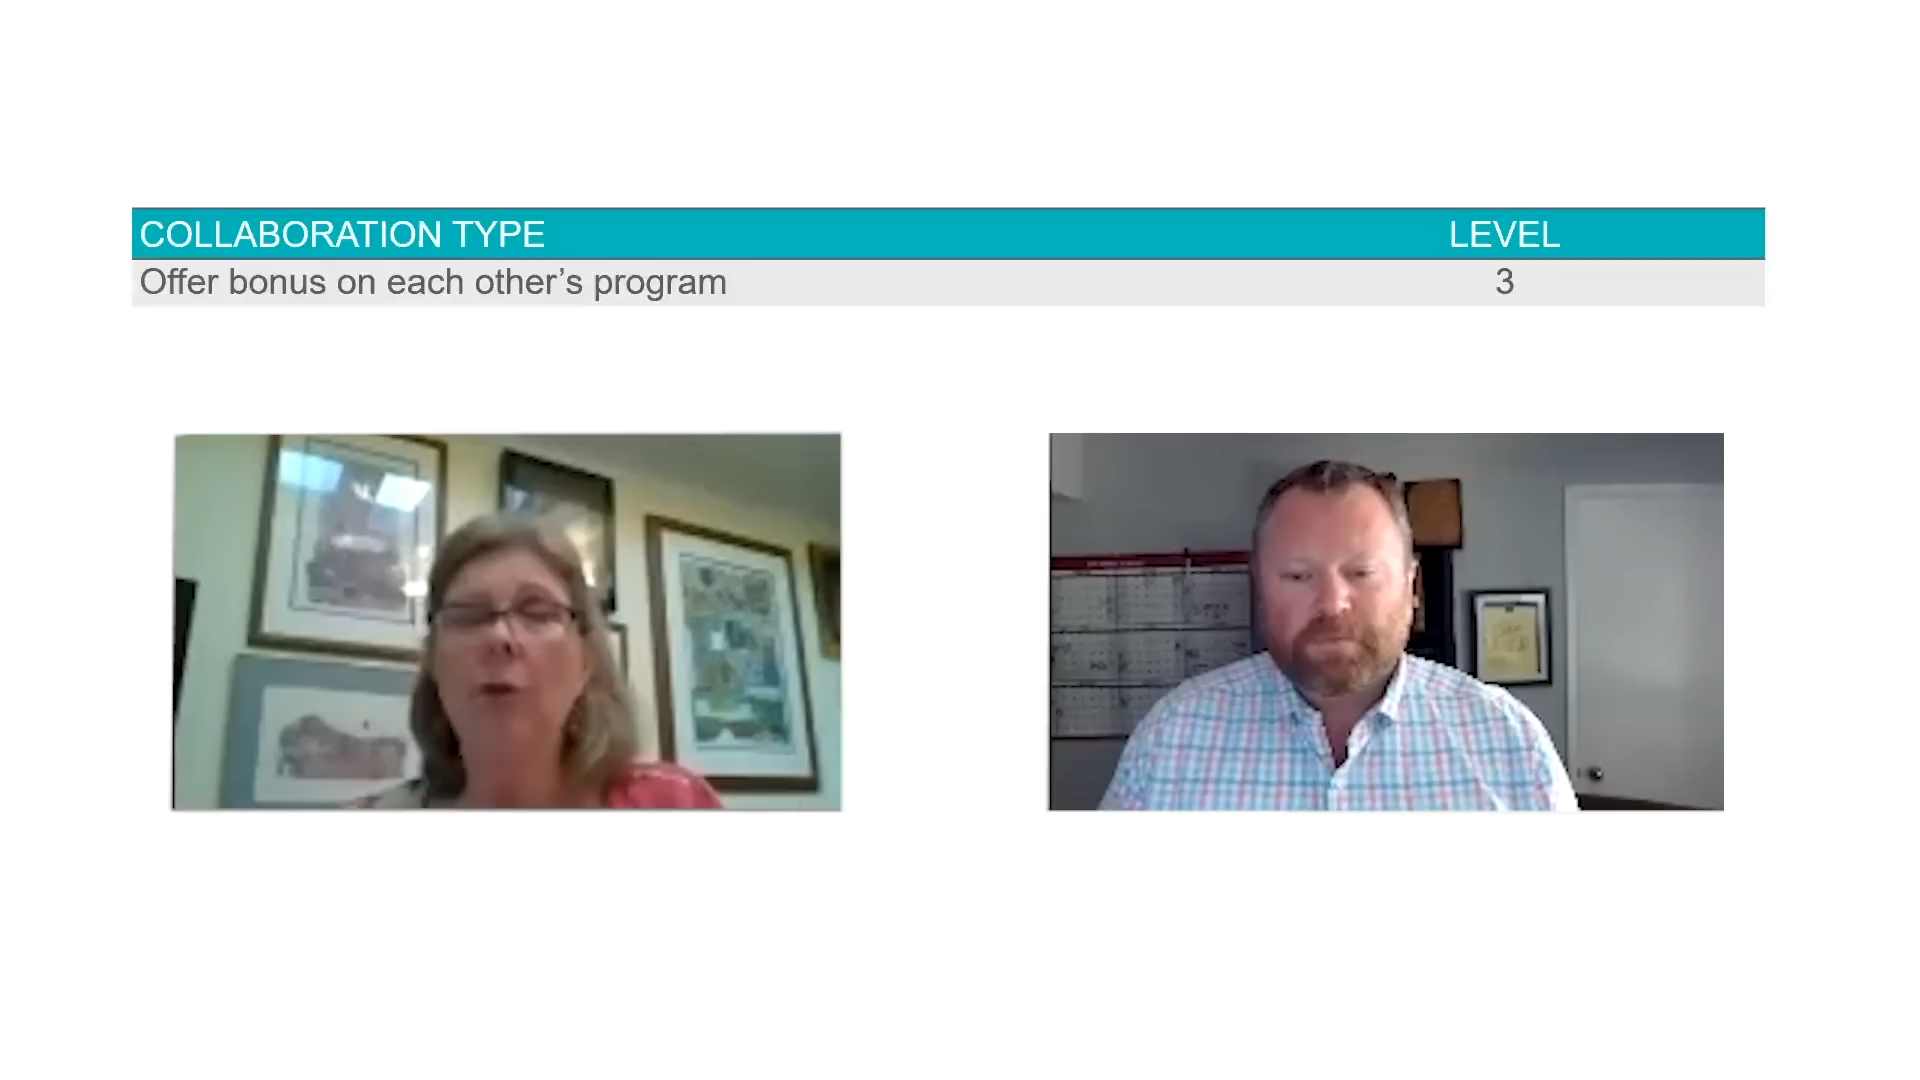 COLLABORATION TYPE LEVEL
Offer bonus on each other’s program 3